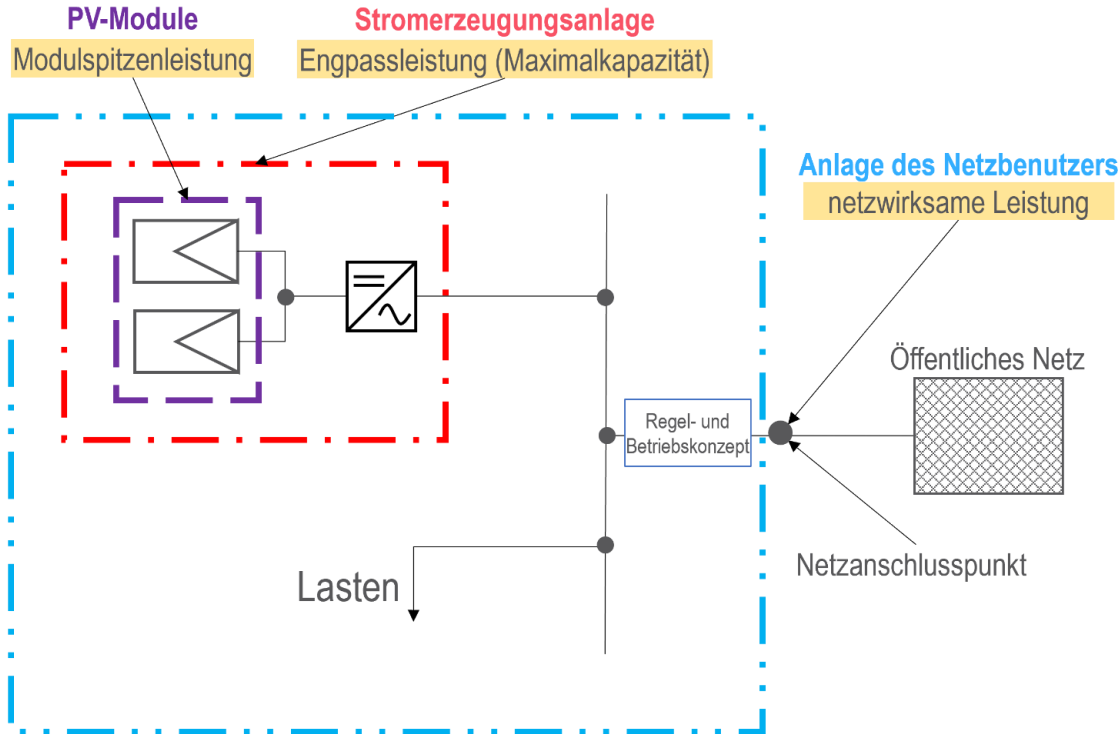 PV-Module
Modulspitzenleistung
Stromerzeugungsanlage
Engpassleistung (Maximalkapazität)
Anlage des Netzbenutzers
netzwirksame Leistung
Öffentliches Netz
Regel- und
Betriebskonzept
Netzanschlusspunkt
Lasten